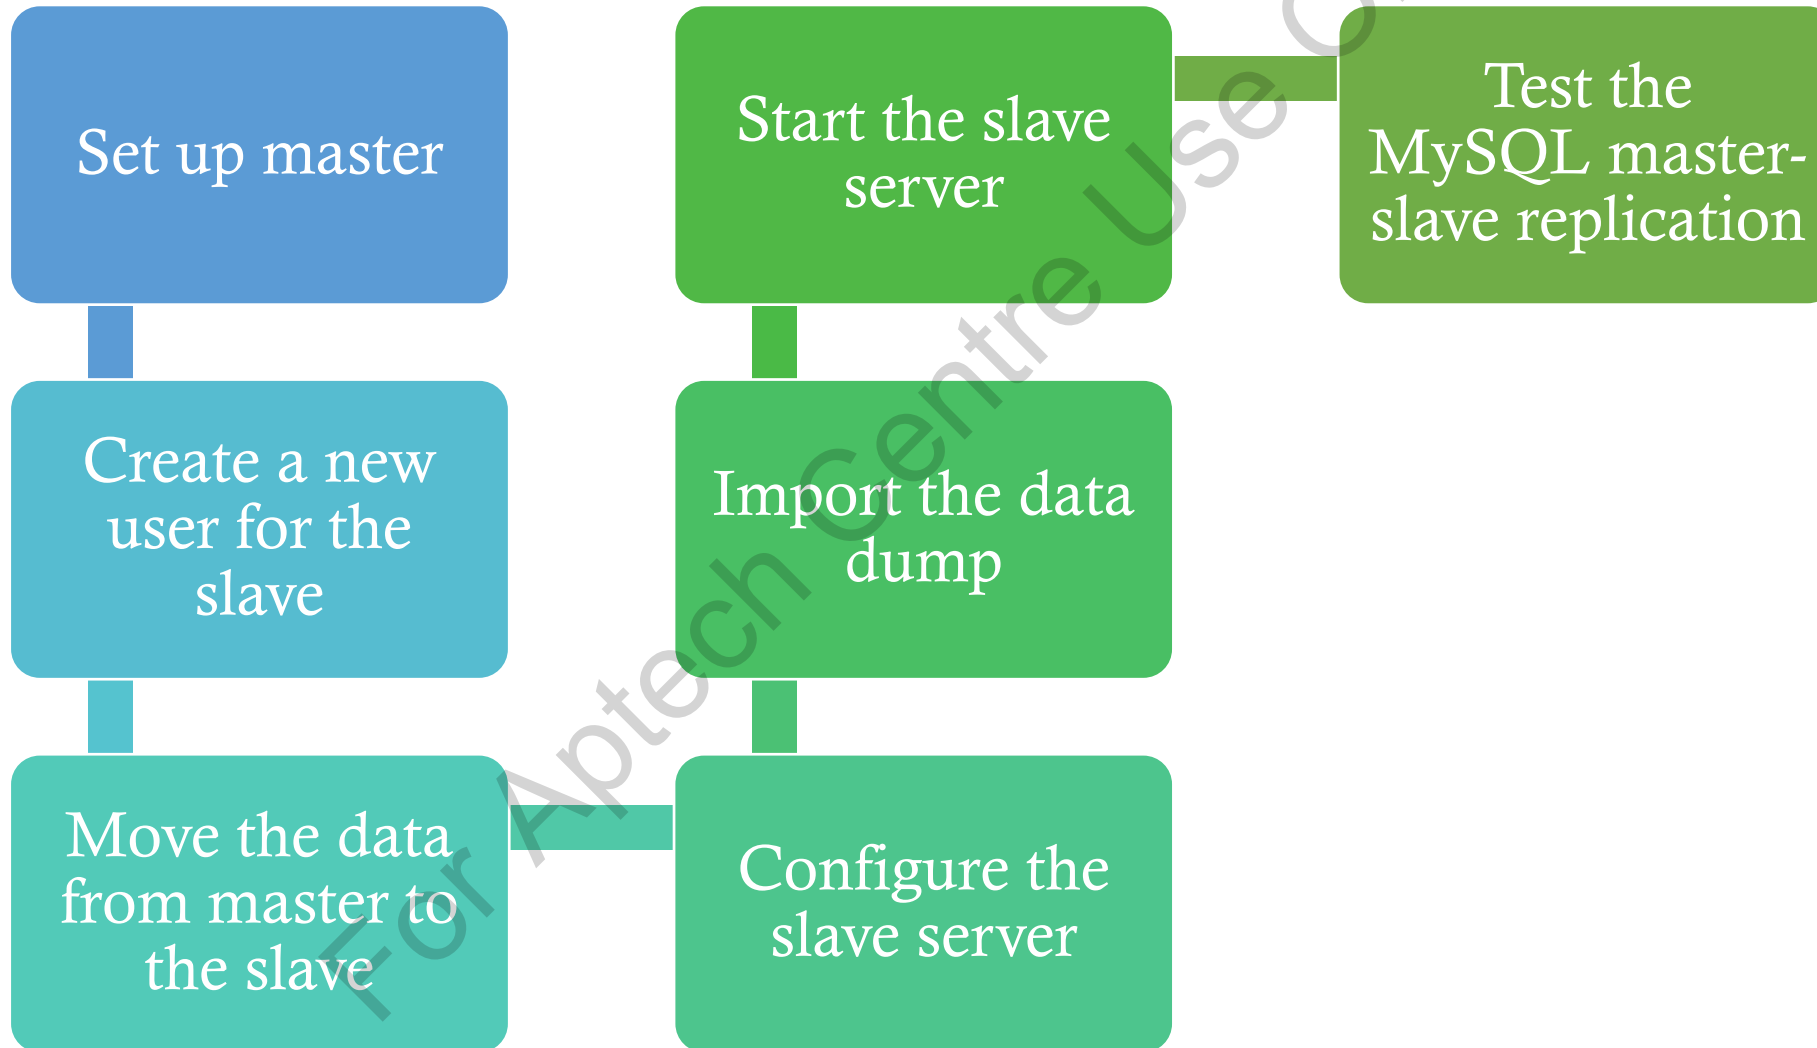 Set up master
Create a new
user for the
slave
Move the data
from master to
the slave
Configure the
slave server
Import the data
dump
Start the slave
server
Test the
MySQL master-
slave replication
For Aptech Centre Use